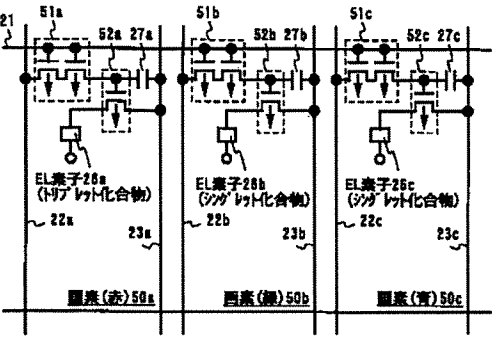 51a 51b 51c
21 52a 27a 52b 27b 52c 27c
EL素子26a EL素子26b EL素子26c
(トリプレット化合物) (シングレット化合物) (シングレット化合物)
22a 22b 22c
23a 23b 23c
画素(赤)50a 画素(緑)50b 画素(青)50c